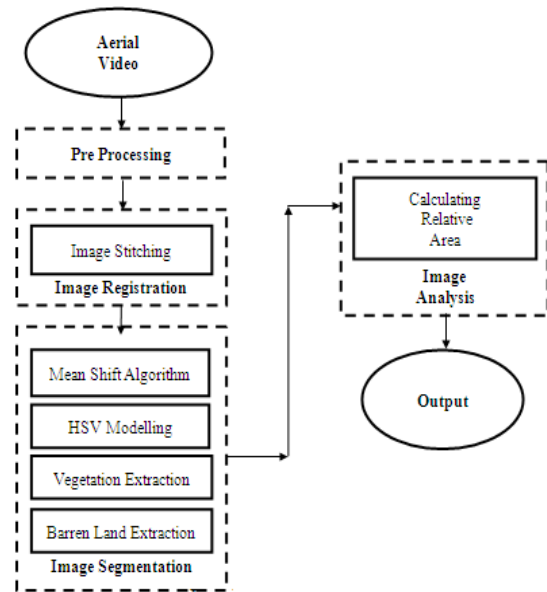 Aerial
Video
Pre Processing
Image Stitching
Image Registration
Mean Shift Algorithm
HSV Modelling
Vegetation Extraction
Barren Land Extraction
Image Segmentation
Calculating
Relative
Area
Image
Analysis
Output